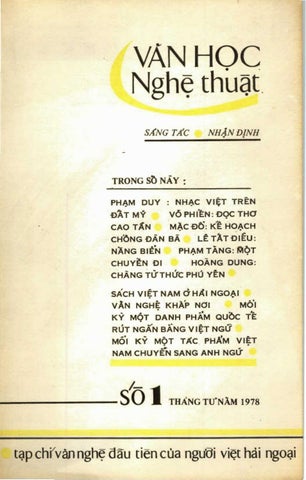 VĂN HỌC
Nghệ thuật
SÁNG TÁC • NHẬN ĐỊNH
TRONG SỐ NÀY :
PHẠM DUY : NHẠC VIỆT TRÊN
ĐẤT MỸ • VÕ PHIẾN: ĐỌC THƠ
CAO TẦN • MẶC ĐỖ: KẾ HOẠCH
CHỒNG ĐÀN BÀ • LÊ TẤT ĐIỀU:
NẮNG BIỂN • PHẠM TĂNG: MỘT
CHUYẾN ĐI • HOÀNG DUNG:
CHÀNG TỬ THỨC PHÚ YÊN •
SÁCH VIỆT NAM Ở HẢI NGOẠI •
VĂN NGHỆ KHẮP NƠI • MỖI
KỲ MỘT DANH PHẨM QUỐC TẾ
RÚT NGẮN BẰNG VIỆT NGỮ •
MỖI KỲ MỘT TÁC PHẨM VIỆT
NAM CHUYỂN SANG ANH NGỮ •
SỐ 1 THÁNG TƯ NĂM 1978
• tạp chí văn nghệ đầu tiên của người việt hải ngoại